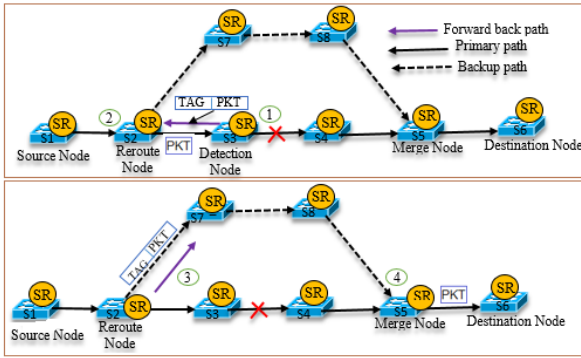 SR
S7
SR
S8
Forward back path
Primary path
Backup path
TAG PKT
2
1
SR
S1
SR
S2
SR
S3
SR
S4
SR
S5
SR
S6
PKT
Source Node
Reroute
Node
Detection
Node
Merge Node
Destination Node
SR
S7
SR
S8
TAG PKT
3
4
SR
S1
SR
S2
SR
S3
SR
S4
SR
S5
PKT
SR
S6
Source Node
Reroute
Node
Merge Node
Destination Node